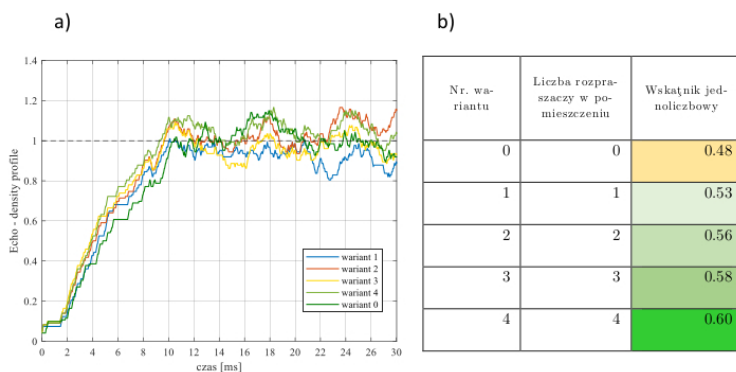 a)
b)
1.4
1.2
1
0.8
0.6
0.4
0.2
0
Echo - density profile
0 2 4 6 8 10 12 14 16 18 20 22 24 26 28 30
czas [ms]
wariant 1
wariant 2
wariant 3
wariant 4
wariant 0
Nr. wa-
riantu
Liczba rozpra-
szaczy w po-
mieszczeniu
Wskaţnik jed-
noliczbowy
0 0 0.48
1 1 0.53
2 2 0.56
3 3 0.58
4 4 0.60